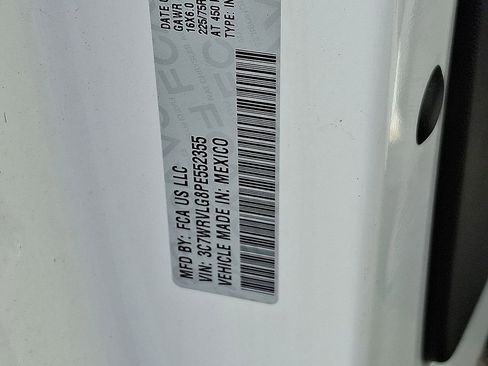 MFD BY: FCA US LLC
VIN: 3C7WRVLG8PE552355
VEHICLE MADE IN: MEXICO
DATE O
GAWR
16X6.0
225/75R
AT 450
TYPE: IN